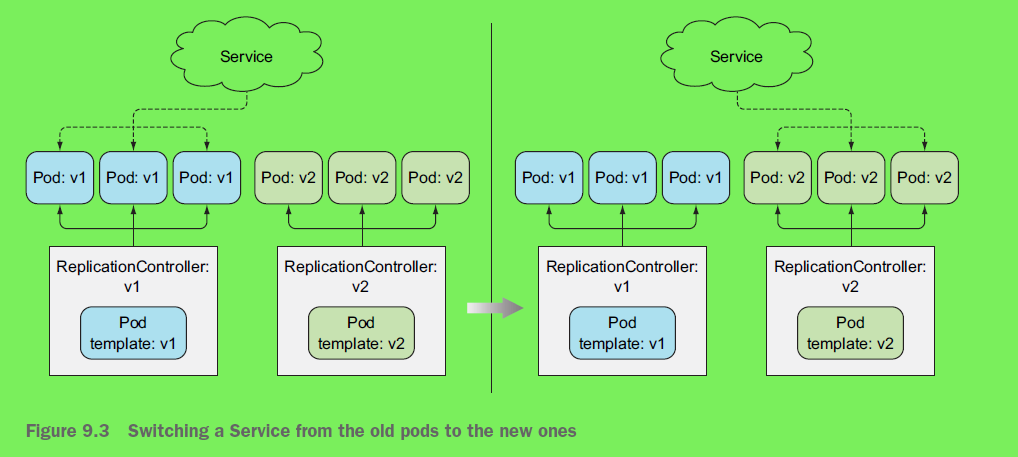 Service
Service
Pod: v1
Pod: v1
Pod: v1
Pod: v2
Pod: v2
Pod: v2
Pod: v1
Pod: v1
Pod: v1
Pod: v2
Pod: v2
Pod: v2
ReplicationController:
v1
Pod
template: v1
ReplicationController:
v2
Pod
template: v2
ReplicationController:
v1
Pod
template: v1
ReplicationController:
v2
Pod
template: v2
Figure 9.3 Switching a Service from the old pods to the new ones